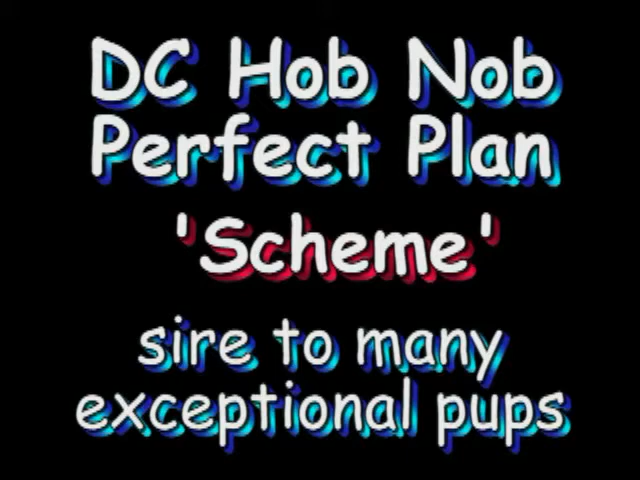 DC Hob Nob
Perfect Plan
'Scheme'
sire to many
exceptional pups